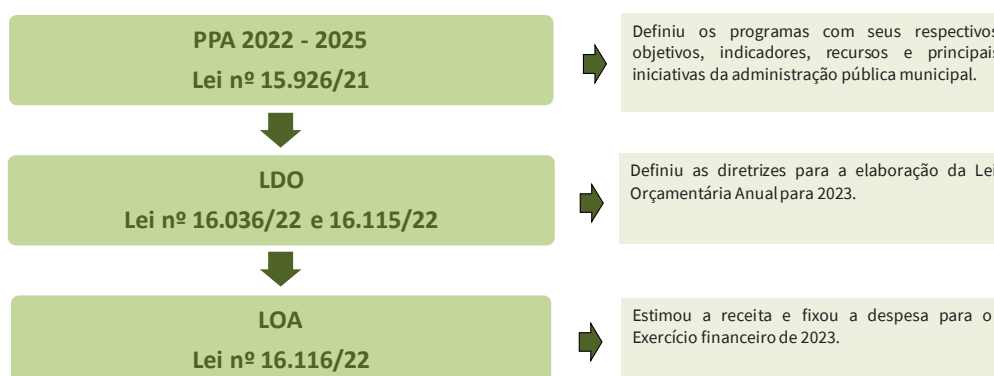 PPA 2022 - 2025
Lei nº 15.926/21
Definiu os programas com seus respectivos
objetivos, indicadores, recursos e principais
iniciativas da administração pública municipal.
LDO
Lei nº 16.036/22 e 16.115/22
Definiu as diretrizes para a elaboração da Lei
Orçamentária Anual para 2023.
LOA
Lei nº 16.116/22
Estimou a receita e fixou a despesa para o
Exercício financeiro de 2023.